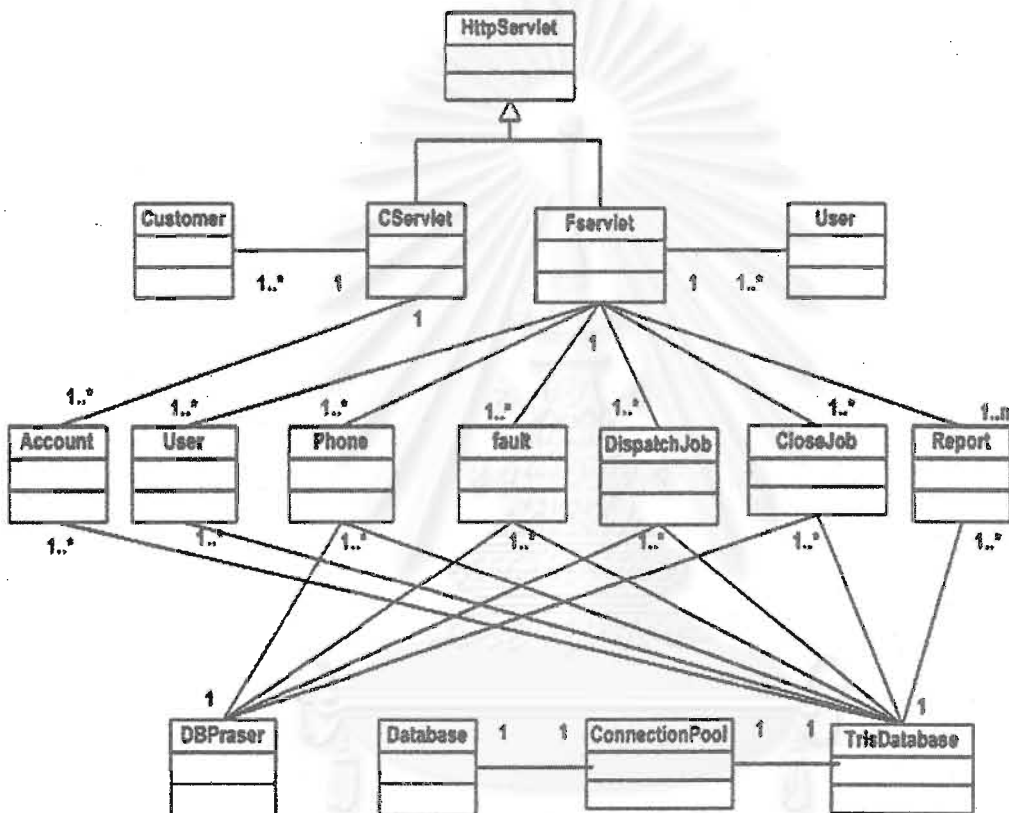 HttpServlet
Customer
CServlet
Fservlet
User
1..*
1
1
1..*
1
1
1..*
1..*
1..*
1..*
1..*
1..*
Account
User
Phone
fault
DispatchJob
CloseJob
Report
1..*
1..*
1..*
1..*
1..*
1..*
1..*
1
1
DBPraser
Database
1
1
ConnectionPool
1
1
TrisDatabase